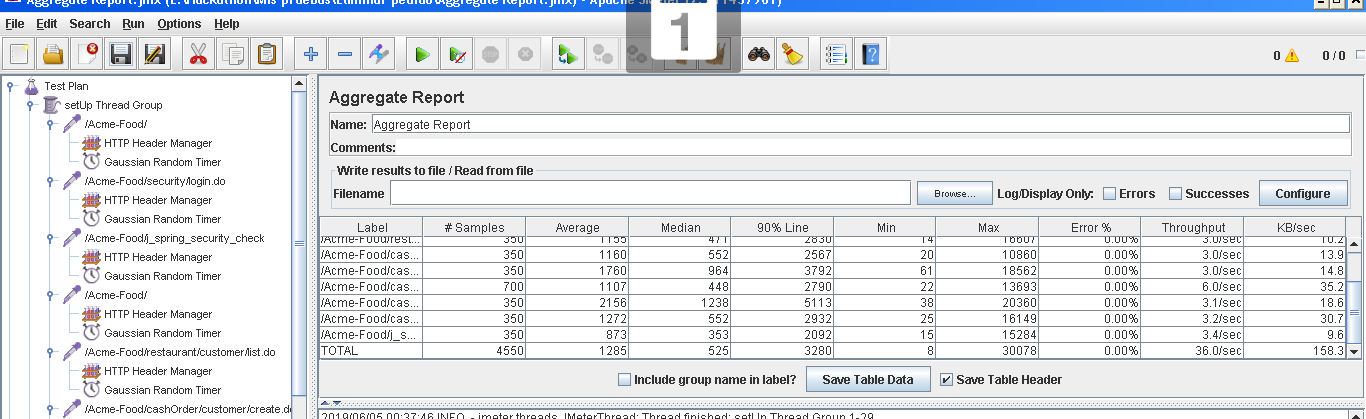 Aggregate Report.jmx
File Edit Search Run Options Help
1
0 0 / 0
Test Plan
setUp Thread Group
/Acme-Food/
HTTP Header Manager
Gaussian Random Timer
/Acme-Food/security/login.do
HTTP Header Manager
Gaussian Random Timer
/Acme-Food/j_spring_security_check
HTTP Header Manager
Gaussian Random Timer
/Acme-Food/
HTTP Header Manager
Gaussian Random Timer
/Acme-Food/restaurant/customer/list.do
HTTP Header Manager
Gaussian Random Timer
/Acme-Food/cashOrder/customer/create.do
Aggregate Report
Name: Aggregate Report
Comments:
Write results to file / Read from file
Filename Browse... Log/Display Only: Errors Successes Configure
Label # Samples Average Median 90% Line Min Max Error % Throughput KB/sec
/Acme-Food/rest... 350 1155 471 2830 14 16607 0.00% 3.0/sec 10.2
/Acme-Food/cas... 350 1160 552 2567 20 10860 0.00% 3.0/sec 13.9
/Acme-Food/cas... 350 1760 964 3792 61 18562 0.00% 3.0/sec 14.8
/Acme-Food/cas... 700 1107 448 2790 22 13693 0.00% 6.0/sec 35.2
/Acme-Food/cas... 350 2156 1238 5113 38 20360 0.00% 3.1/sec 18.6
/Acme-Food/cas... 350 1272 552 2932 25 16149 0.00% 3.2/sec 30.7
/Acme-Food/j_s... 350 873 353 2092 15 15284 0.00% 3.4/sec 9.6
TOTAL 4550 1285 525 3280 8 30078 0.00% 36.0/sec 158.3
Include group name in label? Save Table Data Save Table Header
2019/06/05 00:37:46 INFO - jmeter.threads.JMeterThread: Thread finished: setUp Thread Group 1-29